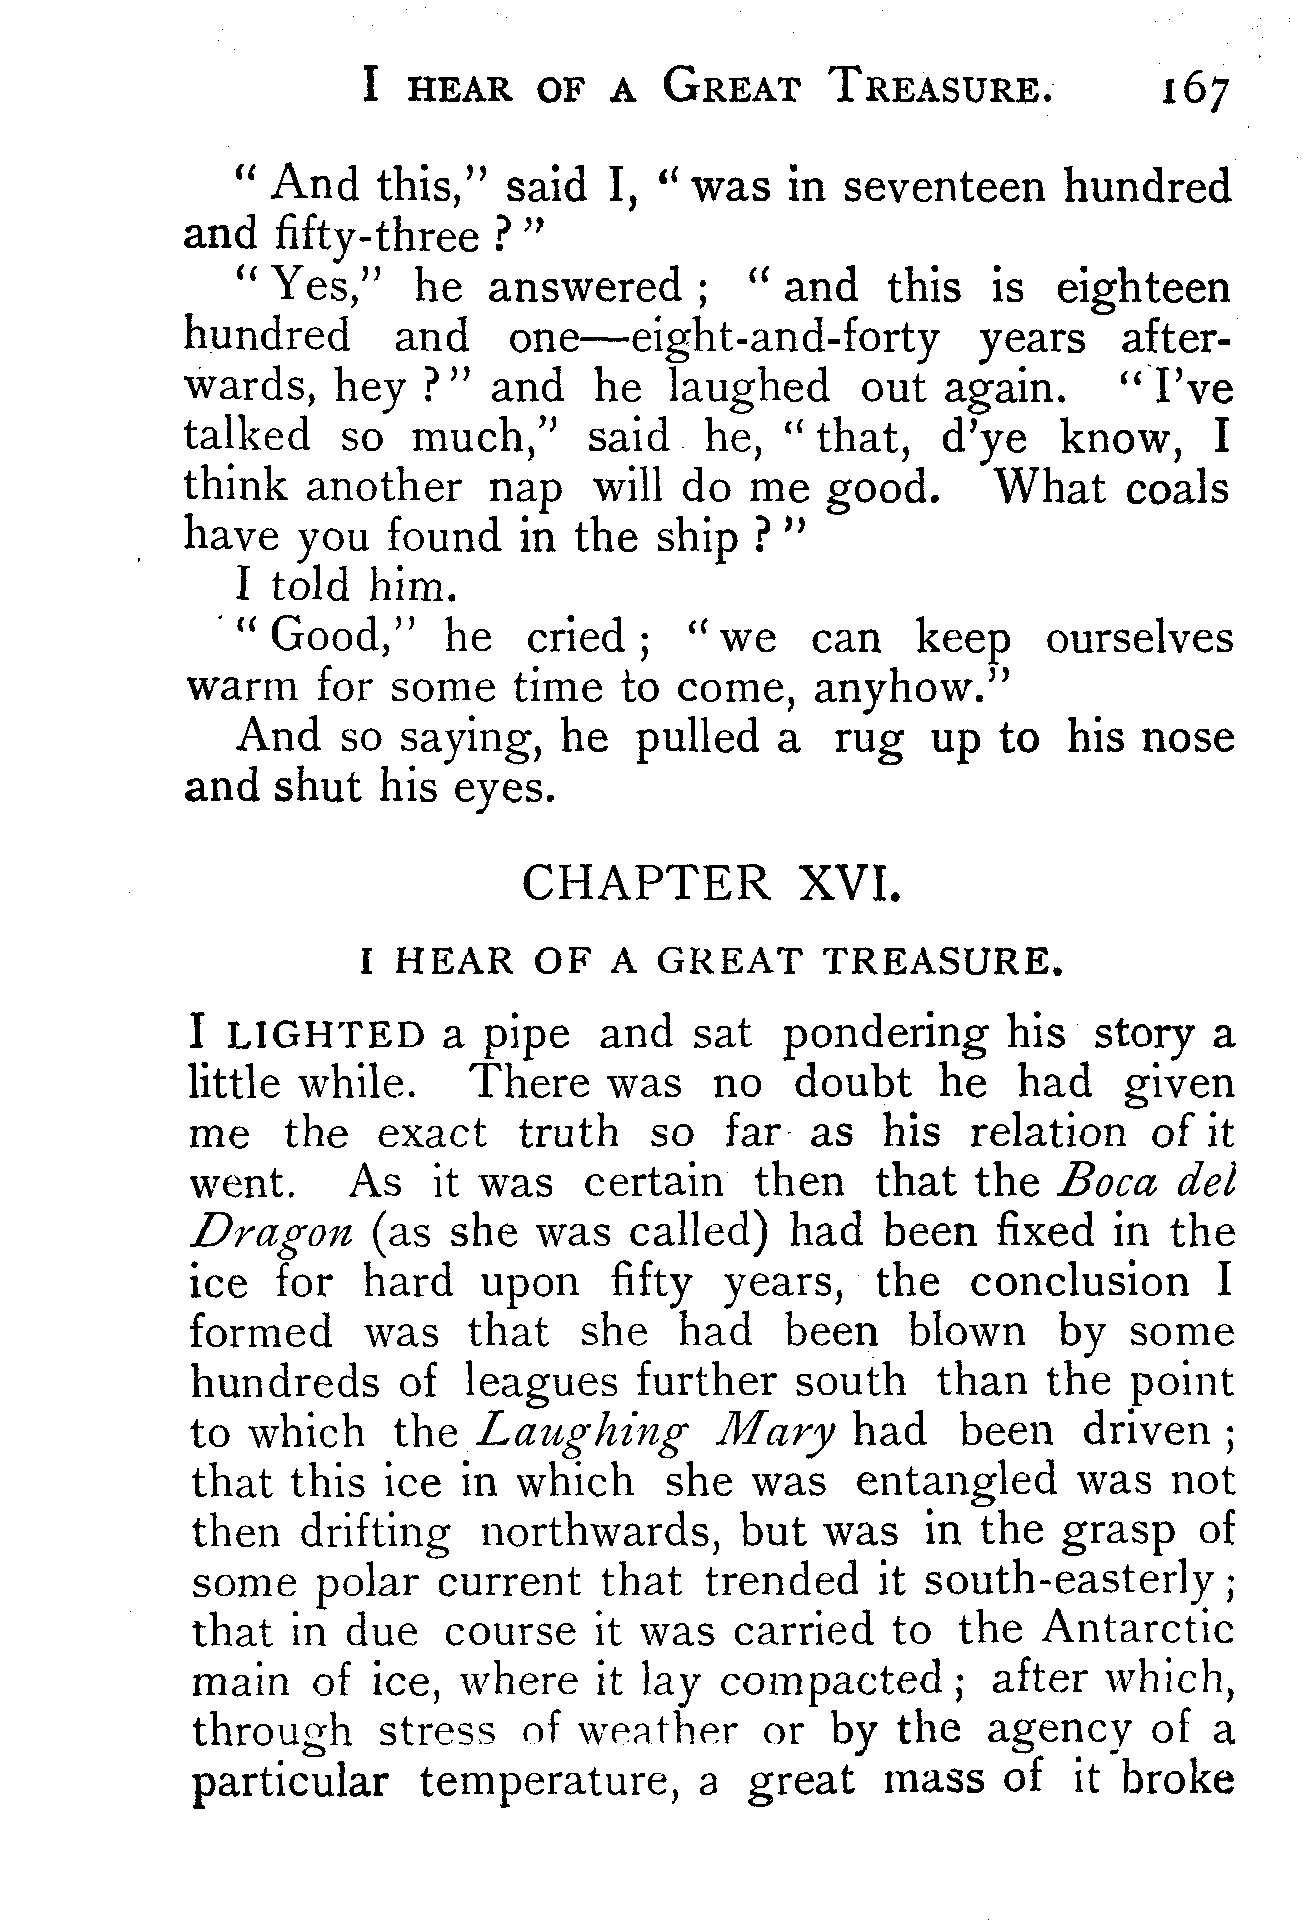 I HEAR OF A GREAT TREASURE. 167
" And this," said I, " was in seventeen hundred
and fifty-three ? "
" Yes," he answered ; " and this is eighteen
hundred and one—eight-and-forty years after-
wards, hey ? " and he laughed out again. " I've
talked so much," said he, " that, d'ye know, I
think another nap will do me good. What coals
have you found in the ship ? "
I told him.
" Good," he cried ; " we can keep ourselves
warm for some time to come, anyhow."
And so saying, he pulled a rug up to his nose
and shut his eyes.
CHAPTER XVI.
I HEAR OF A GREAT TREASURE.
I LIGHTED a pipe and sat pondering his story a
little while. There was no doubt he had given
me the exact truth so far as his relation of it
went. As it was certain then that the Boca del
Dragon (as she was called) had been fixed in the
ice for hard upon fifty years, the conclusion I
formed was that she had been blown by some
hundreds of leagues further south than the point
to which the Laughing Mary had been driven ;
that this ice in which she was entangled was not
then drifting northwards, but was in the grasp of
some polar current that trended it south-easterly ;
that in due course it was carried to the Antarctic
main of ice, where it lay compacted ; after which,
through stress of weather or by the agency of a
particular temperature, a great mass of it broke